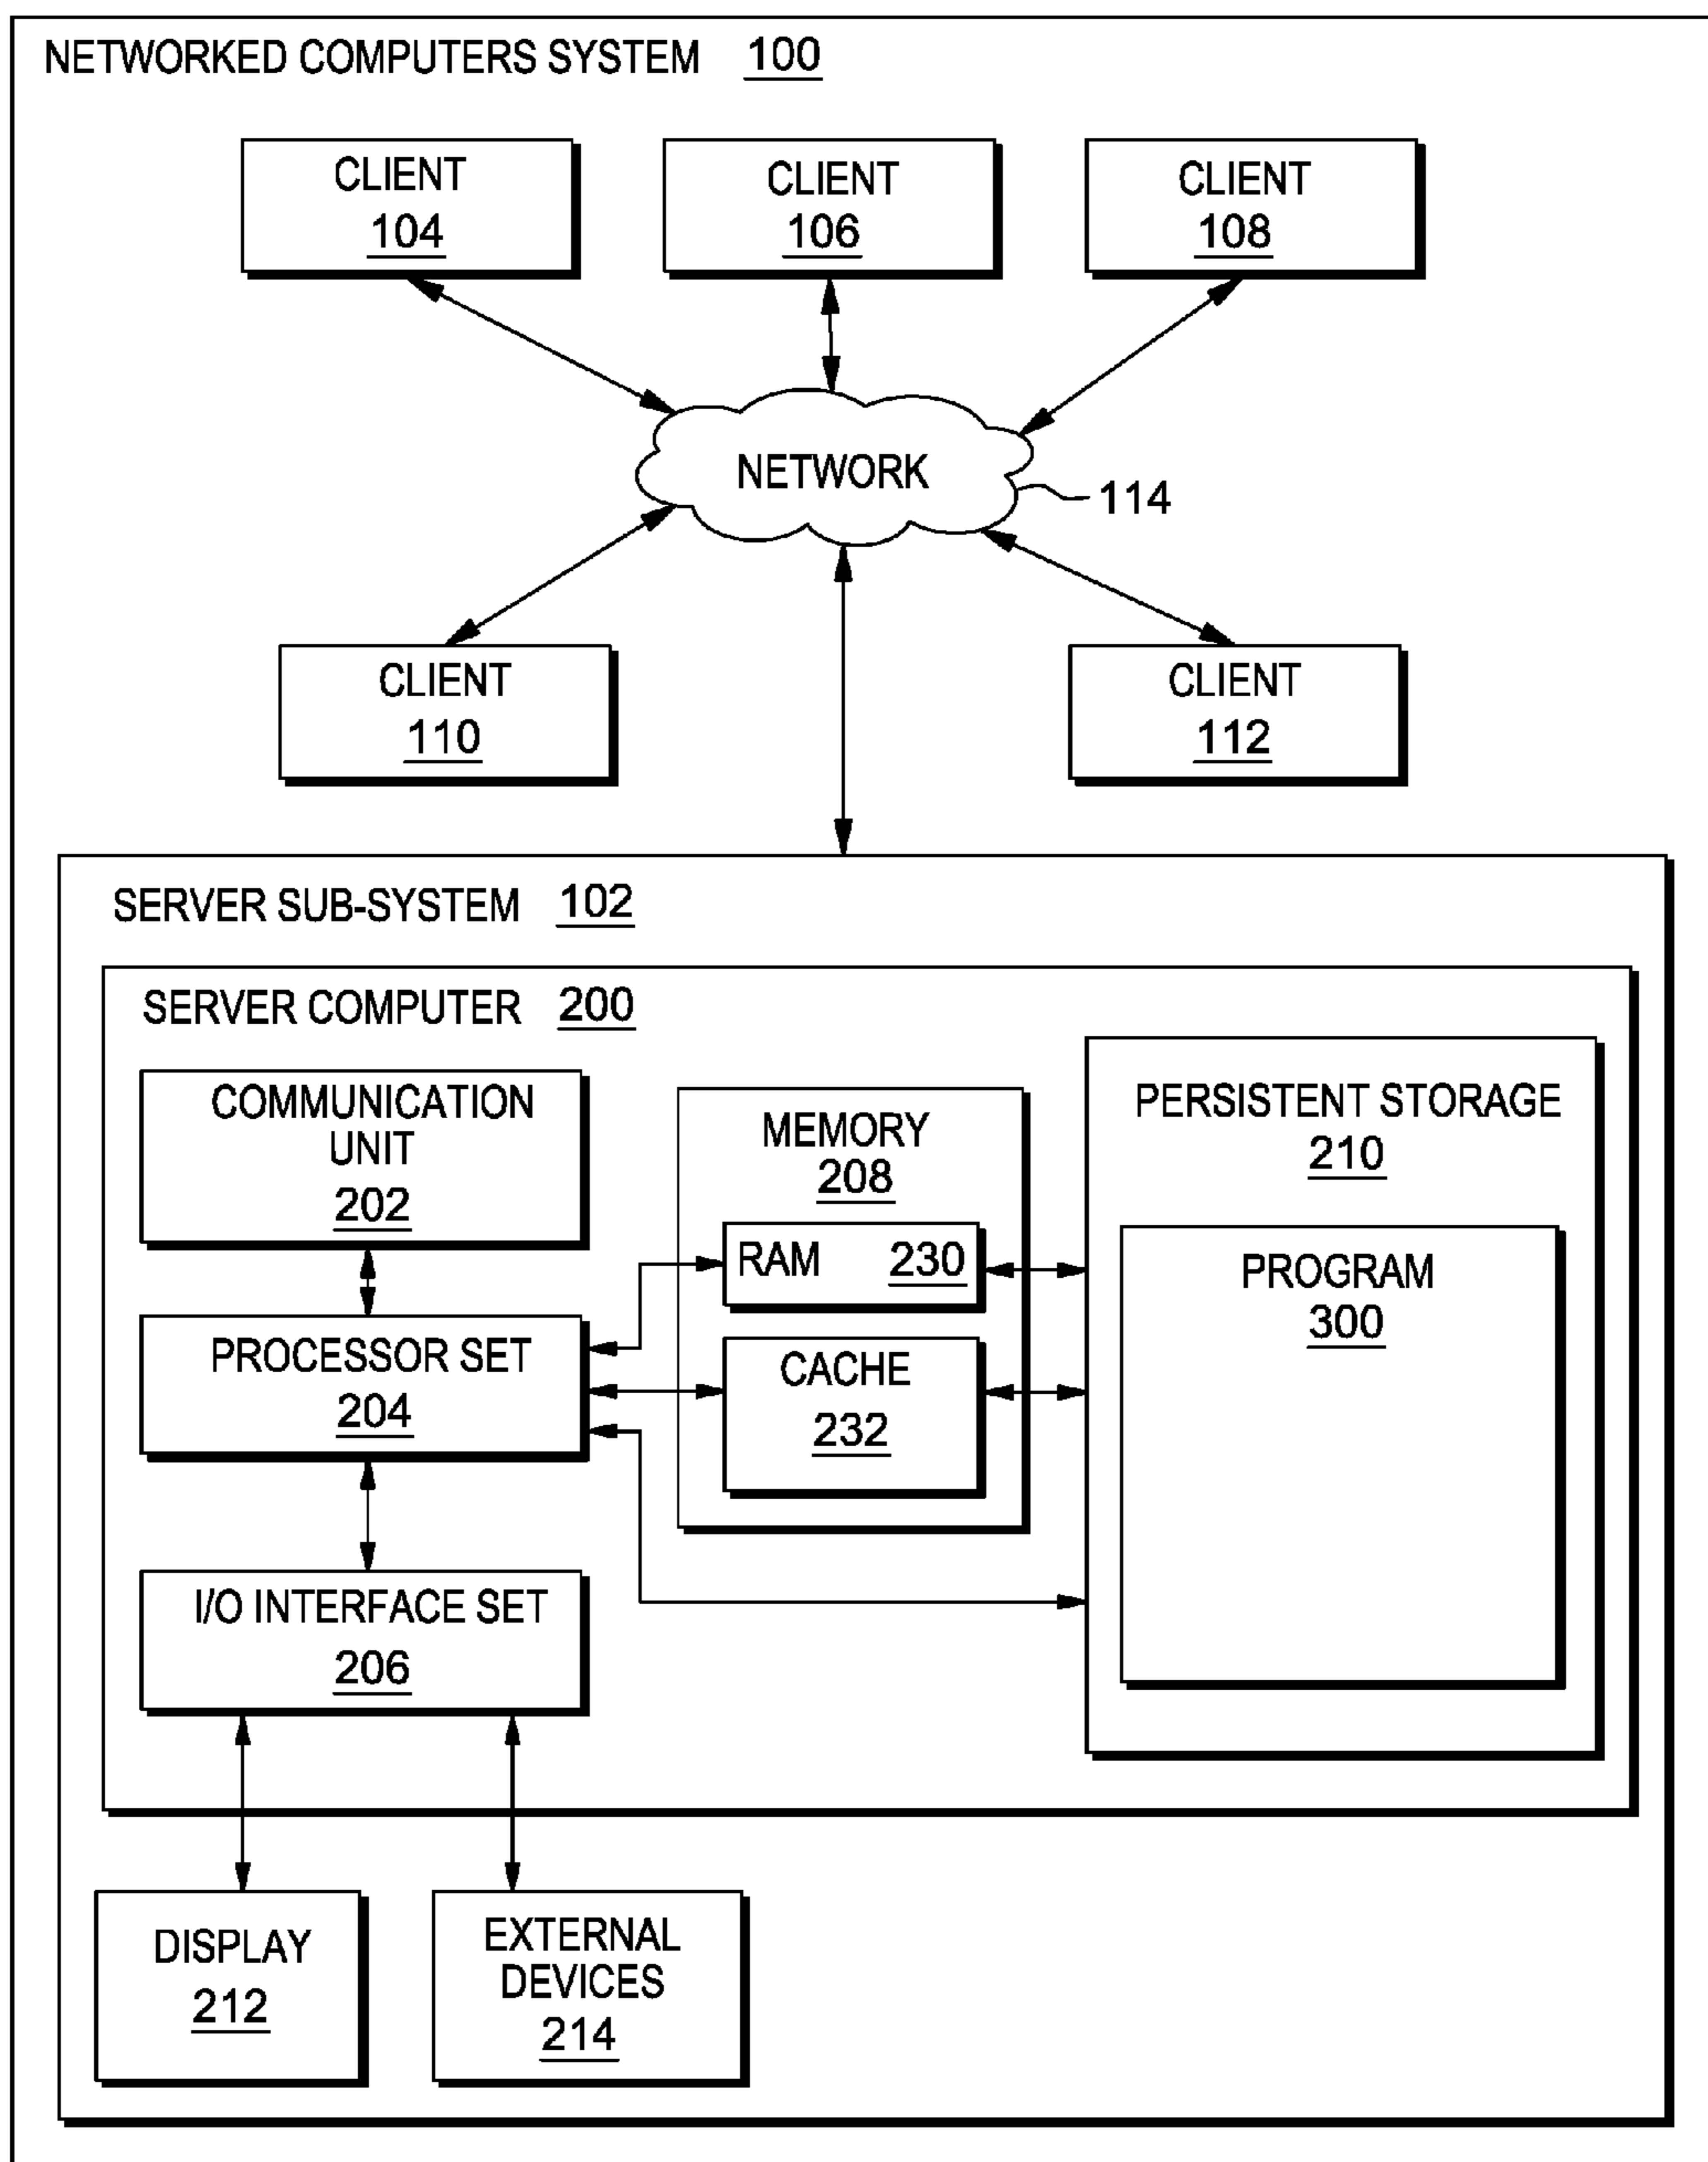 NETWORKED COMPUTERS SYSTEM 100
CLIENT
104
CLIENT
106
CLIENT
108
NETWORK
114
CLIENT
110
CLIENT
112
SERVER SUB-SYSTEM 102
SERVER COMPUTER 200
COMMUNICATION
UNIT
202
MEMORY
208
PERSISTENT STORAGE
210
RAM 230
PROGRAM
300
PROCESSOR SET
204
CACHE
232
I/O INTERFACE SET
206
DISPLAY
212
EXTERNAL
DEVICES
214